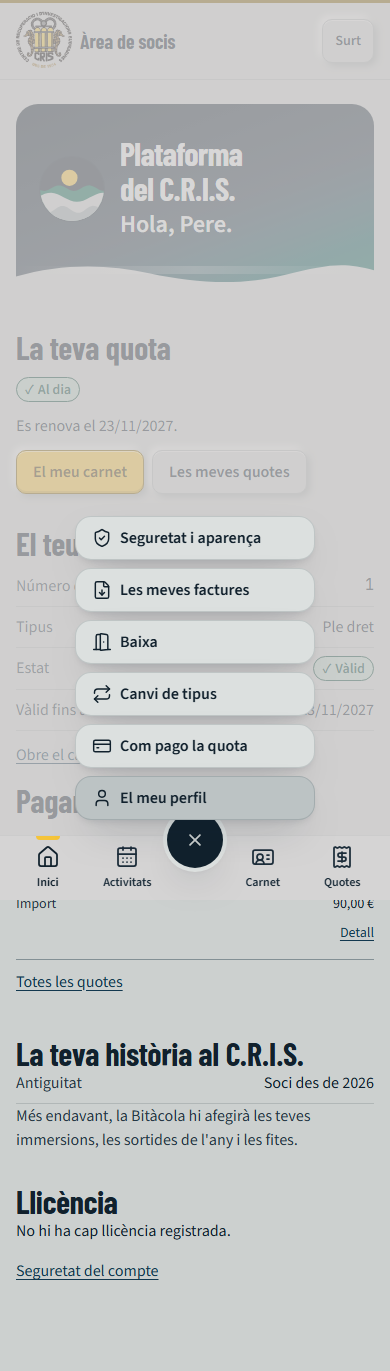 CRIS
Àrea de socis
Surt
Plataforma
del C.R.I.S.
Hola, Pere.
La teva quota
✓ Al dia
Es renova el 23/11/2027.
El meu carnet
Les meves quotes
El teu
Seguretat i aparença
Número
1
Les meves factures
Tipus
Ple dret
Baixa
Estat
✓ Vàlid
Canvi de tipus
Vàlid fins
/11/2027
Obre el
Com pago la quota
El meu perfil
Inici
Activitats
Carnet
Quotes
Import
90,00 €
Detall
Totes les quotes
La teva història al C.R.I.S.
Antiguitat
Soci des de 2026
Més endavant, la Bitàcola hi afegirà les teves
immersions, les sortides de l'any i les fites.
Llicència
No hi ha cap llicència registrada.
Seguretat del compte